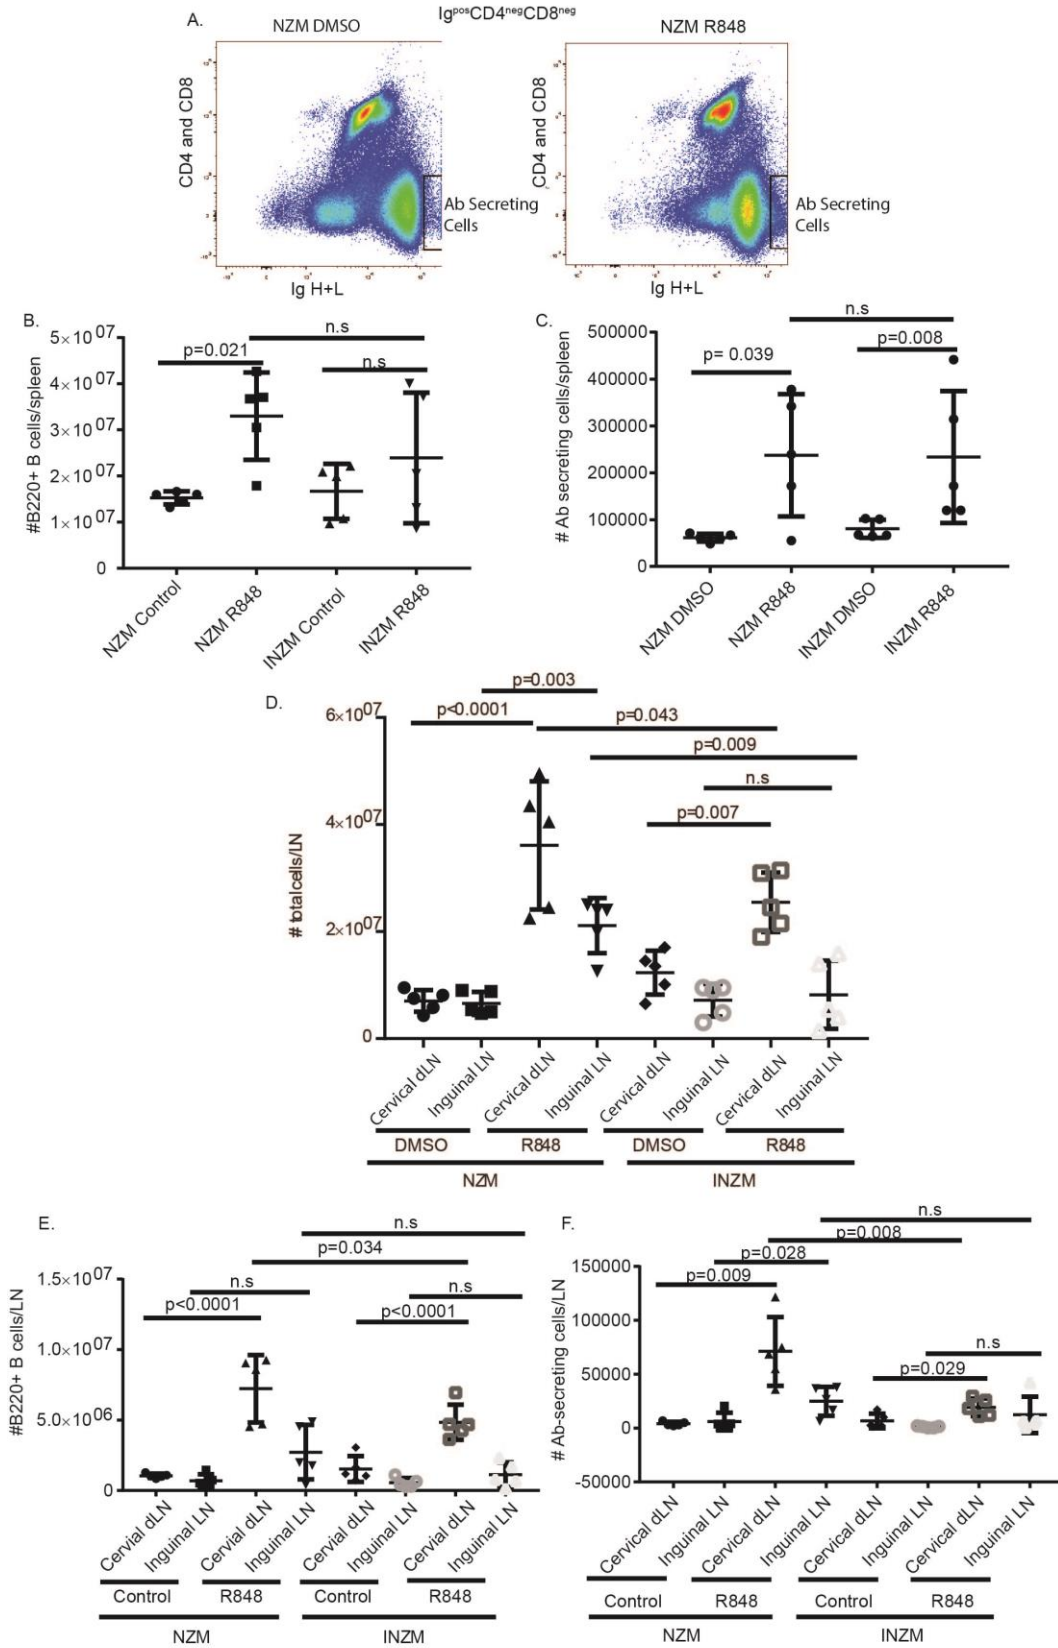 A.
Ig^posCD4^negCD8^neg
NZM DMSO
NZM R848
CD4 and CD8
Ab Secreting
Cells
Ig H+L
CD4 and CD8
Ab Secreting
Cells
Ig H+L
B.
#B220+ B cells/spleen
5×10^07
4×10^07
3×10^07
2×10^07
1×10^07
0
p=0.021
n.s
n.s
NZM Control
NZM R848
INZM Control
INZM R848
C.
# Ab secreting cells/spleen
500000
400000
300000
200000
100000
0
p= 0.039
n.s
p=0.008
NZM DMSO
NZM R848
INZM DMSO
INZM R848
D.
# totalcells/LN
6×10^07
4×10^07
2×10^07
0
p=0.003
p<0.0001
p=0.043
p=0.009
n.s
p=0.007
Cervical dLN
Inguinal LN
Cervical dLN
Inguinal LN
Cervical dLN
Inguinal LN
Cervical dLN
Inguinal LN
DMSO
R848
DMSO
R848
NZM
INZM
E.
#B220+ B cells/LN
1.5×10^07
1.0×10^07
5.0×10^06
0
n.s
p=0.034
n.s
n.s
p<0.0001
p<0.0001
Cervial dLN
Inguinal LN
Cervial dLN
Inguinal LN
Cervial dLN
Inguinal LN
Cervial dLN
Inguinal LN
Control
R848
Control
R848
NZM
INZM
F.
# Ab-secreting cells/LN
150000
100000
50000
0
-50000
n.s
p=0.008
p=0.028
p=0.009
n.s
p=0.029
Cervical dLN
Inguinal LN
Cervical dLN
Inguinal LN
Cervical dLN
Inguinal LN
Cervical dLN
Inguinal LN
Control
R848
Control
R848
NZM
INZM